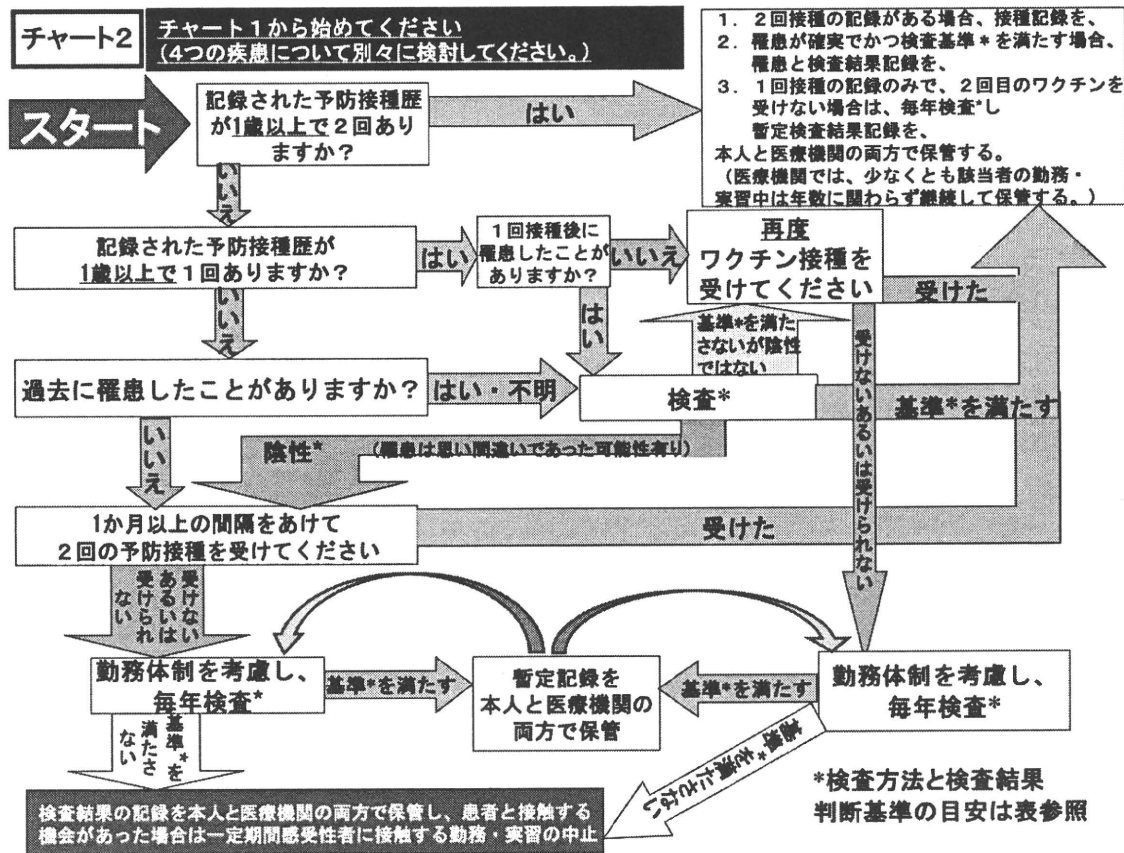 チャート2
チャート１から始めてください
（４つの疾患について別々に検討してください。）
１．２回接種の記録がある場合、接種記録を、
２．罹患が確実でかつ検査基準＊を満たす場合、
罹患と検査結果記録を、
３．１回接種の記録のみで、２回目のワクチンを
受けない場合は、毎年検査*し
暫定検査結果記録を、
本人と医療機関の両方で保管する。
（医療機関では、少なくとも該当者の勤務・
実習中は年数に関わらず継続して保管する。）
スタート
記録された予防接種歴
が1歳以上で２回あり
ますか？
はい
いいえ
記録された予防接種歴が
1歳以上で１回ありますか？
はい
１回接種後に
罹患したことが
ありますか？
いいえ
再度
ワクチン接種を
受けてください
受けた
いいえ
はい
基準*を満た
さないが陰性
ではない
受けないあるいは受けられない
過去に罹患したことがありますか？
はい・不明
検査*
基準*を満たす
いいえ
陰性*
（罹患は思い間違いであった可能性有り）
1か月以上の間隔をあけて
２回の予防接種を受けてください
受けた
受けない
あるいは
受けられ
ない
勤務体制を考慮し、
毎年検査*
基準*を満たす
暫定記録を
本人と医療機関の
両方で保管
基準*を満たす
勤務体制を考慮し、
毎年検査*
基準*を
満たさ
ない
基準*を満たさない
*検査方法と検査結果
判断基準の目安は表参照
検査結果の記録を本人と医療機関の両方で保管し、患者と接触する
機会があった場合は一定期間感受性者に接触する勤務・実習の中止